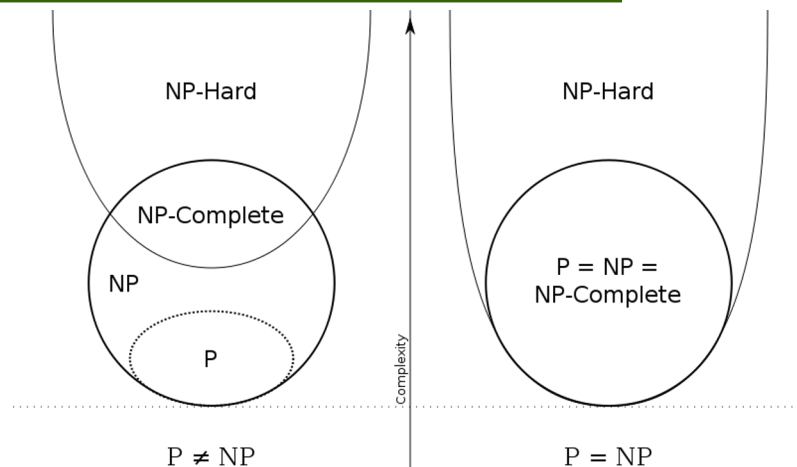 NP-Hard
NP-Complete
NP
P
P ≠ NP
Complexity
NP-Hard
P = NP =
NP-Complete
P = NP